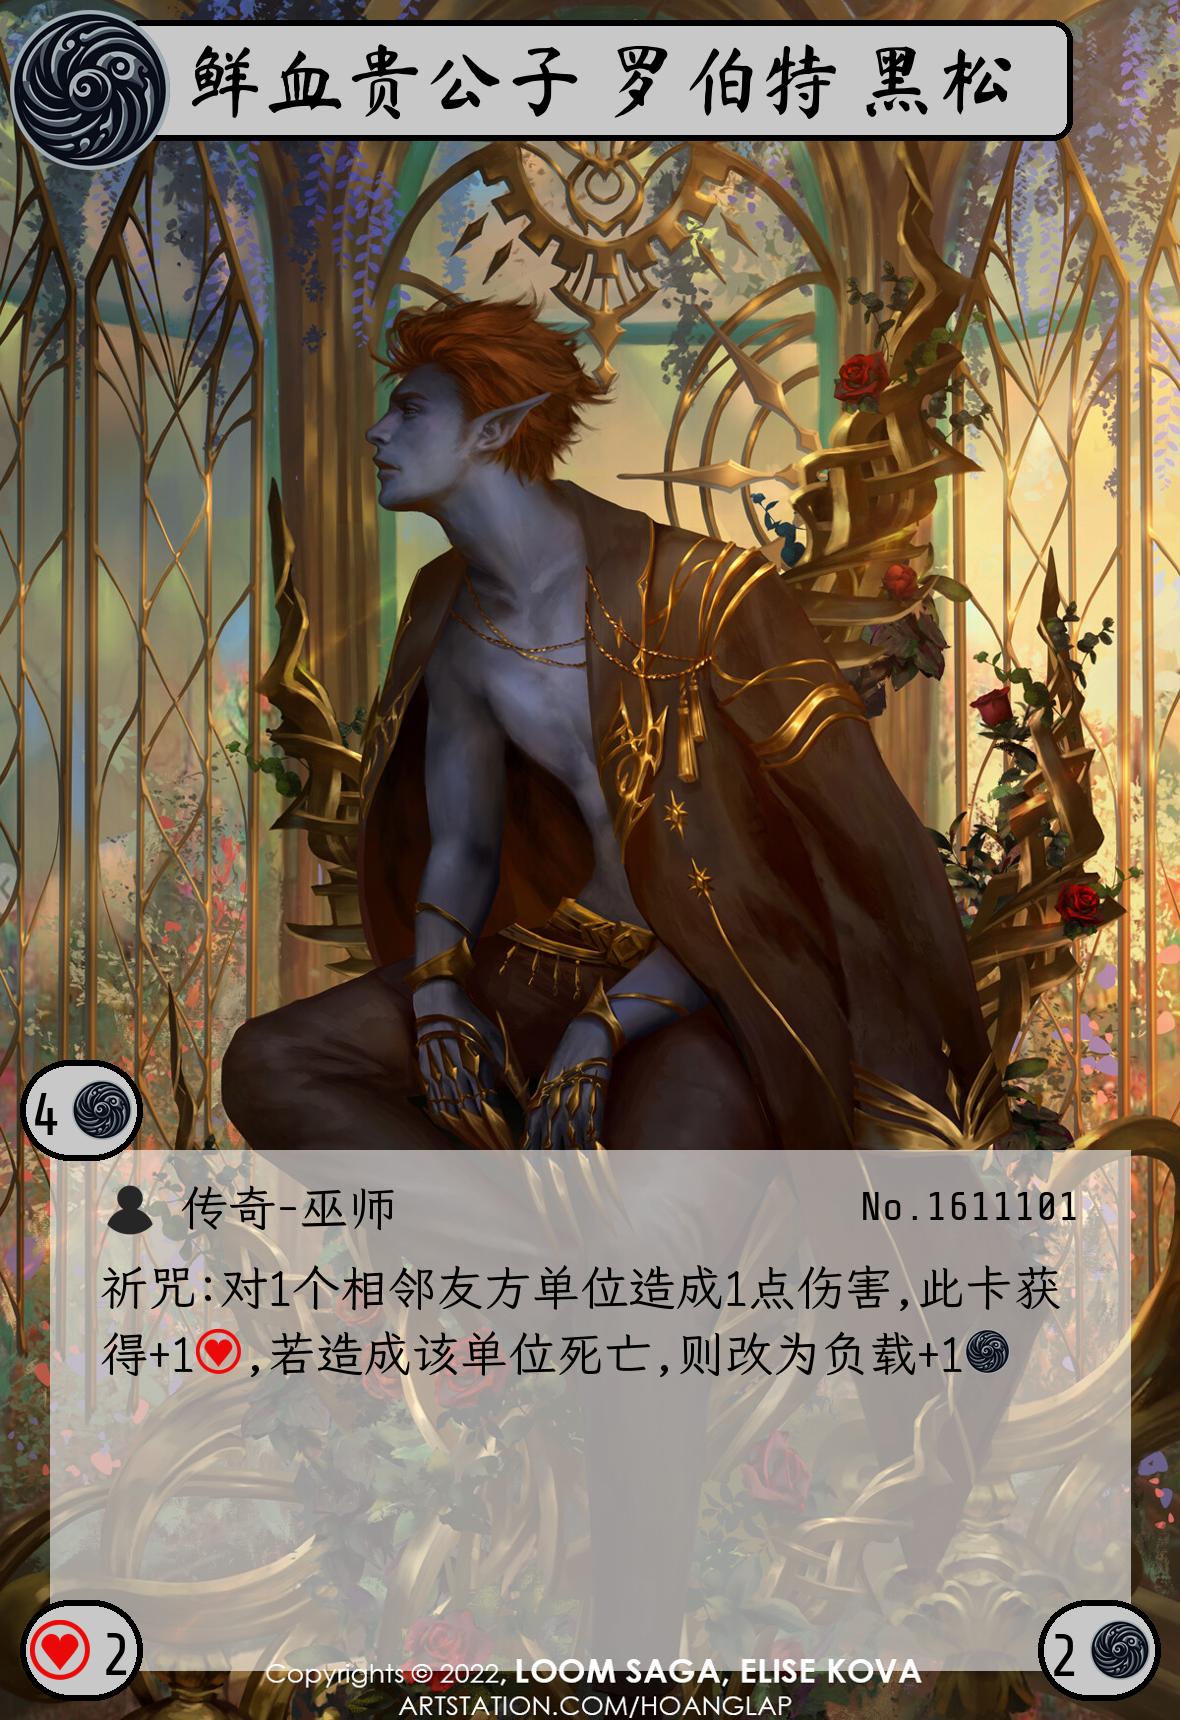 鲜血贵公子 罗伯特 黑松
4
传奇-巫师
No.1611101
祈咒:对1个相邻友方单位造成1点伤害,此卡获
得+1,若造成该单位死亡,则改为负载+1
2
2
Copyrights © 2022, LOOM SAGA, ELISE KOVA
ARTSTATION.COM/HOANGLAP